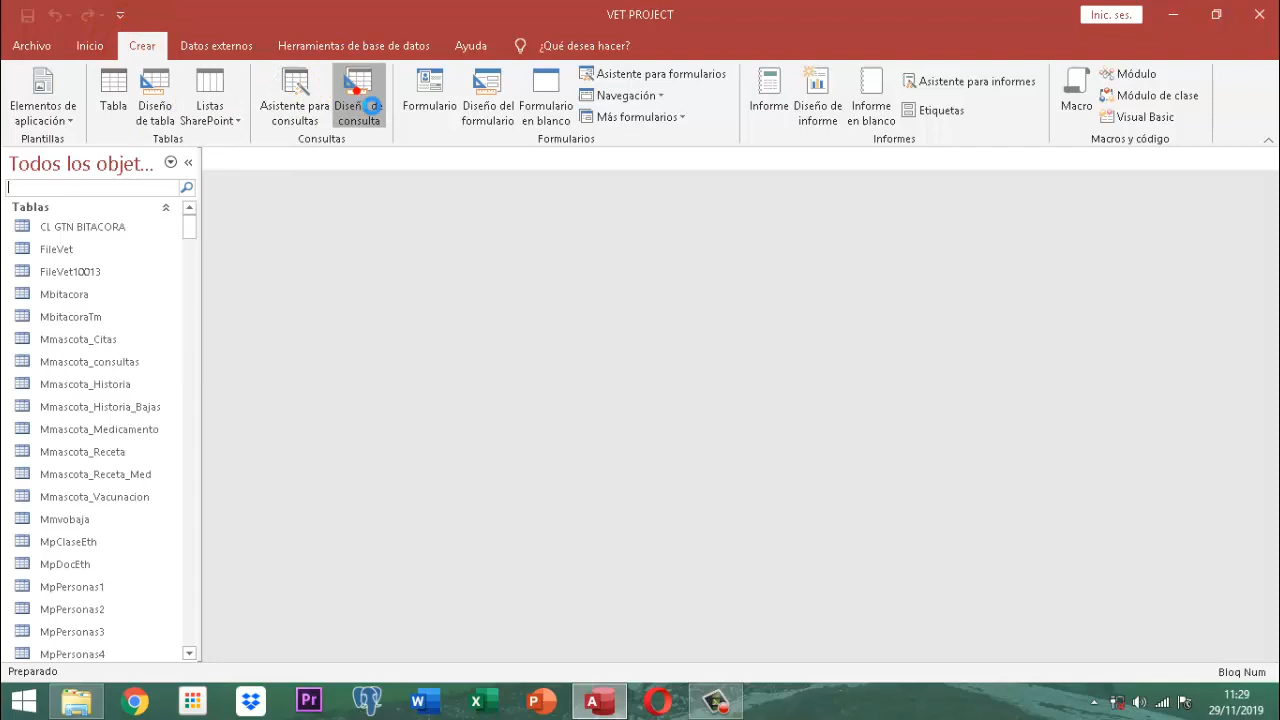 VET PROJECT
Inic. ses.
Archivo Inicio Crear Datos externos Herramientas de base de datos Ayuda ¿Qué desea hacer?
Elementos de aplicación
Plantilas
Tabla
Diseño de tabla
Listas SharePoint
Tablas
Asistente para consultas
Diseño de consulta
Consultas
Formulario
Diseño del formulario
Formulario en blanco
Asistente para formularios
Navegación
Más formularios
Formularios
Informe
Diseño de informe
Informe en blanco
Asistente para informes
Etiquetas
Informes
Macro
Módulo
Módulo de clase
Visual Basic
Macros y código
Todos los objet...
Tablas
CL GTN BITACORA
FileVet
FileVet10013
Mbitacora
MbitacoraTm
Mmascota_Citas
Mmascota_consultas
Mmascota_Historia
Mmascota_Historia_Bajas
Mmascota_Medicamento
Mmascota_Receta
Mmascota_Receta_Med
Mmascota_Vacunacion
Mmvobaja
MpClaseEth
MpDocEth
MpPersonas1
MpPersonas2
MpPersonas3
MpPersonas4
Preparado
Bloq Num
Pr
W
X
P
A
11:29
29/11/2019